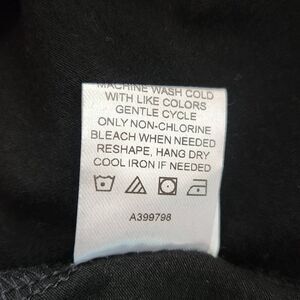 MACHINE WASH COLD
WITH LIKE COLORS
GENTLE CYCLE
ONLY NON-CHLORINE
BLEACH WHEN NEEDED
RESHAPE, HANG DRY
COOL IRON IF NEEDED
A399798